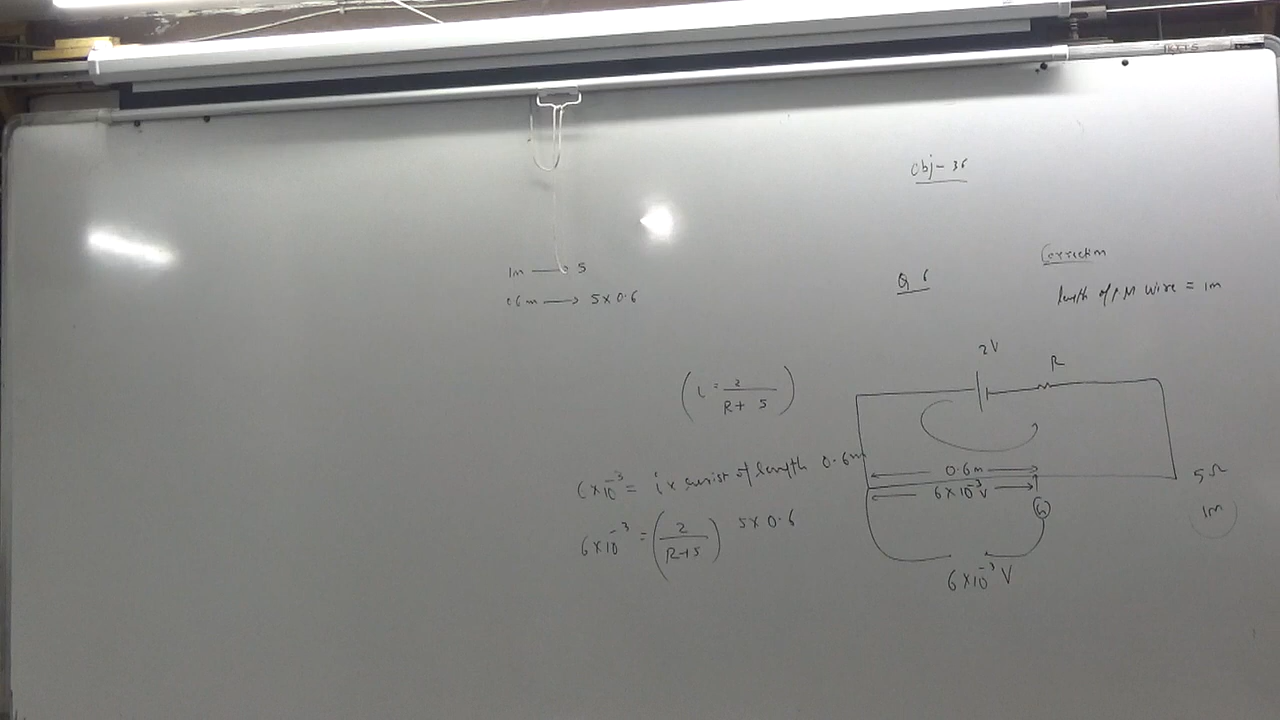 Obj-36
Correction
length of P M wire = 1m
Q 6
1m → 5
0.6m → 5 x 0.6
2V
R
(i = 2 / R + 5)
0.6m
6 x 10^-3 V
5Ω
1m
G
6 x 10^-3 V
6 x 10^-3 = i x resist of length 0.6m
6 x 10^-3 = (2 / R+5) 5 x 0.6